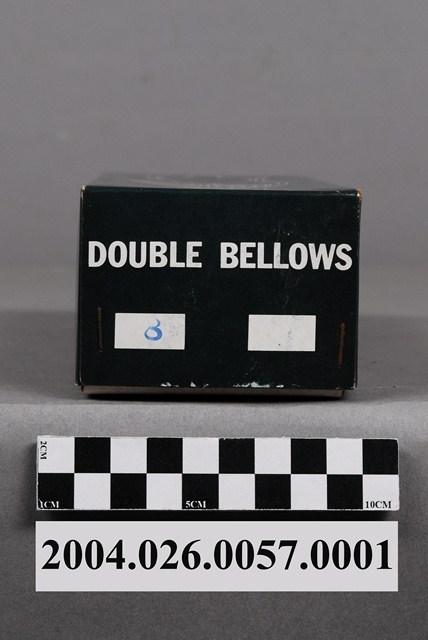 DOUBLE BELLOWS
8
2CM
1CM 5CM 10CM
2004.026.0057.0001